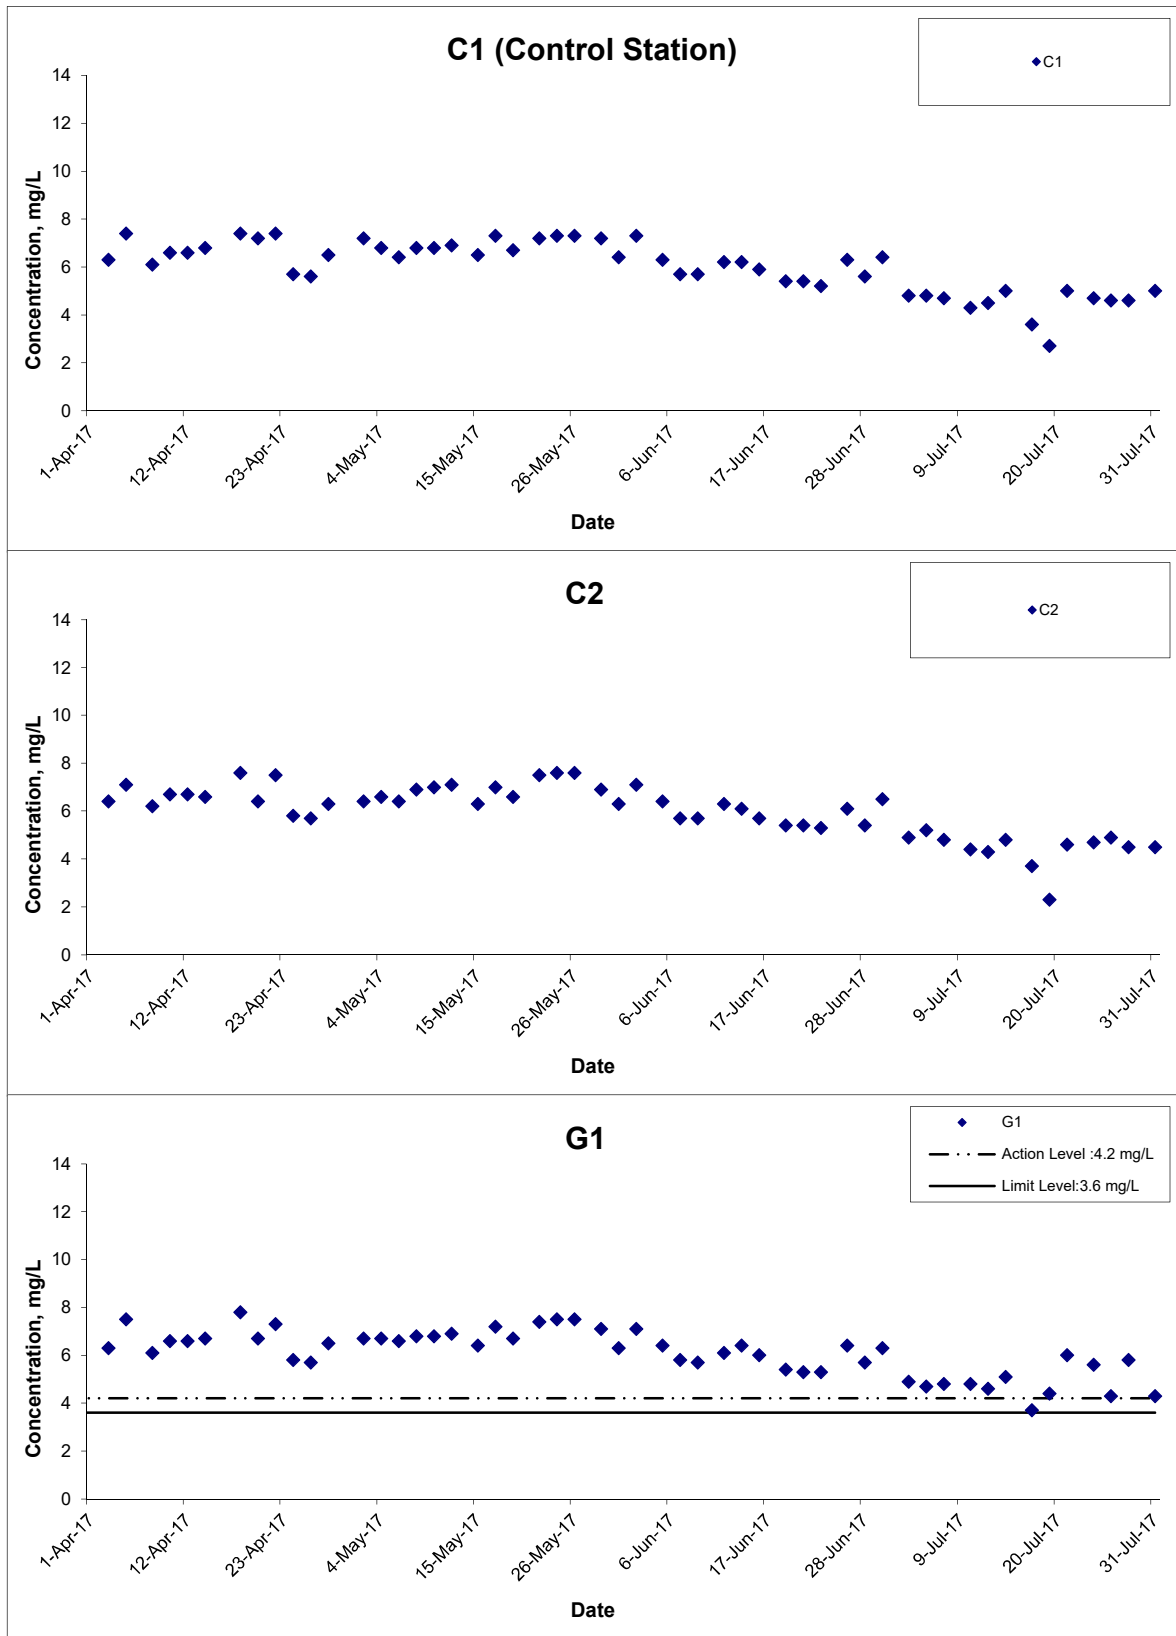 C1 (Control Station)
C1
14
12
10
8
6
4
2
0
Concentration, mg/L
1-Apr-17
12-Apr-17
23-Apr-17
4-May-17
15-May-17
26-May-17
6-Jun-17
17-Jun-17
28-Jun-17
9-Jul-17
20-Jul-17
31-Jul-17
Date
C2
C2
14
12
10
8
6
4
2
0
Concentration, mg/L
1-Apr-17
12-Apr-17
23-Apr-17
4-May-17
15-May-17
26-May-17
6-Jun-17
17-Jun-17
28-Jun-17
9-Jul-17
20-Jul-17
31-Jul-17
Date
G1
G1
Action Level :4.2 mg/L
Limit Level:3.6 mg/L
14
12
10
8
6
4
2
0
Concentration, mg/L
1-Apr-17
12-Apr-17
23-Apr-17
4-May-17
15-May-17
26-May-17
6-Jun-17
17-Jun-17
28-Jun-17
9-Jul-17
20-Jul-17
31-Jul-17
Date